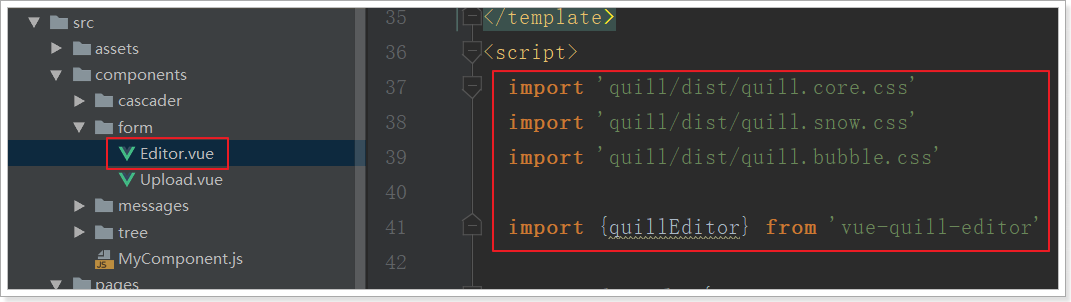 src
assets
components
cascader
form
Editor.vue
Upload.vue
messages
tree
MyComponent.js
pages
35 </template>
36 <script>
37 import 'quill/dist/quill.core.css'
38 import 'quill/dist/quill.snow.css'
39 import 'quill/dist/quill.bubble.css'
40
41 import {quillEditor} from 'vue-quill-editor'
42